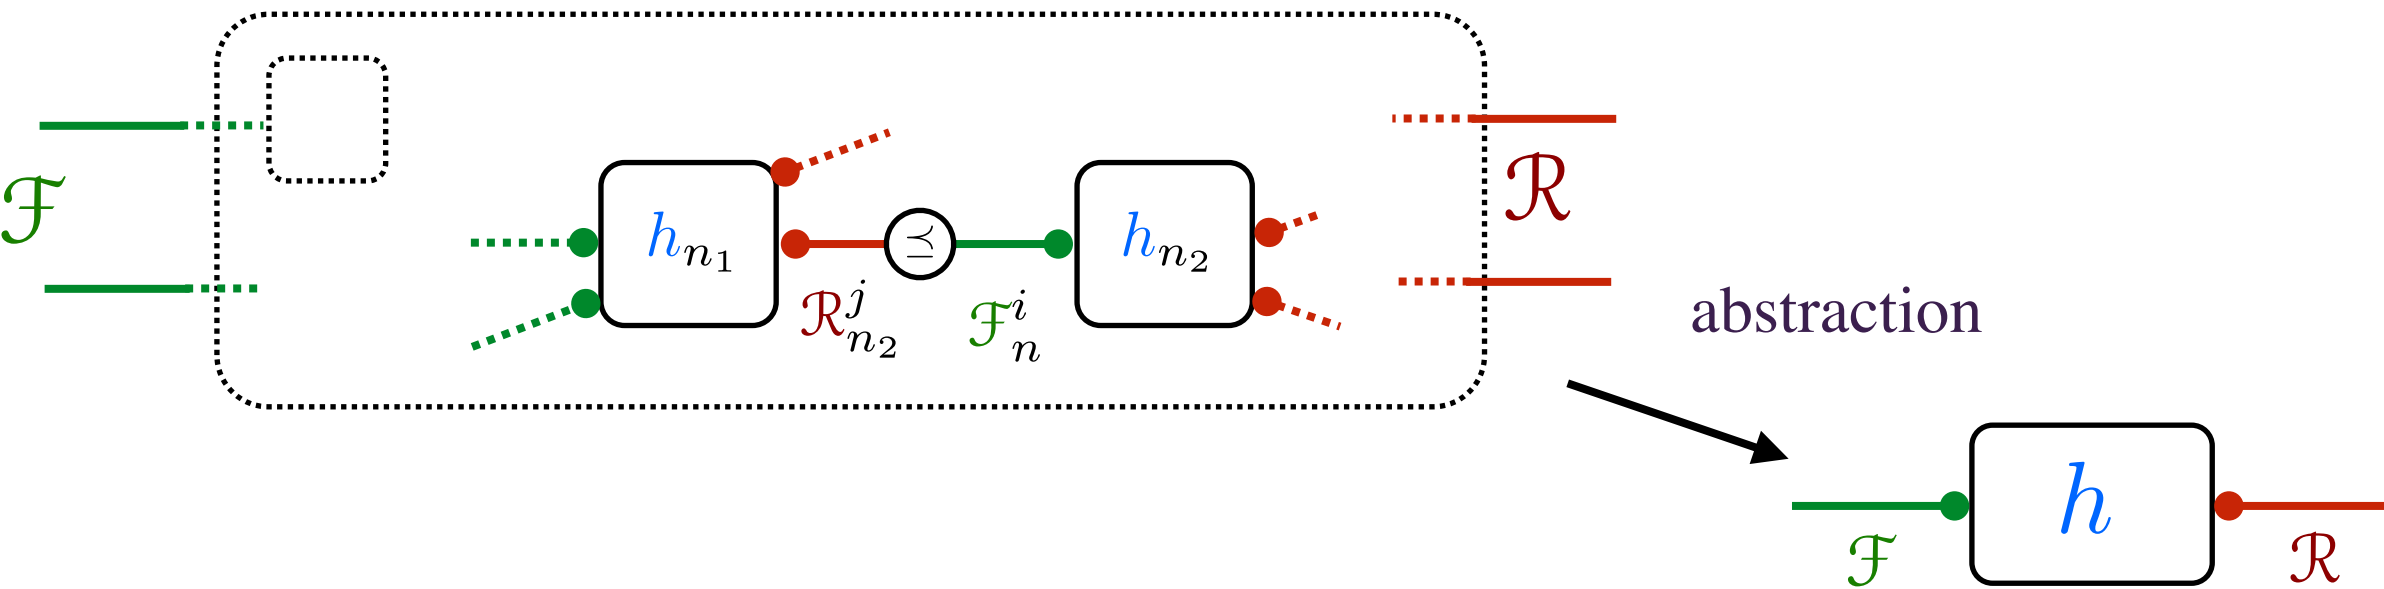 ℱ
h_{n_1}
⪯
h_{n_2}
ℛ
ℛ^j_{n_2}
ℱ^i_n
abstraction
h
ℱ
ℛ